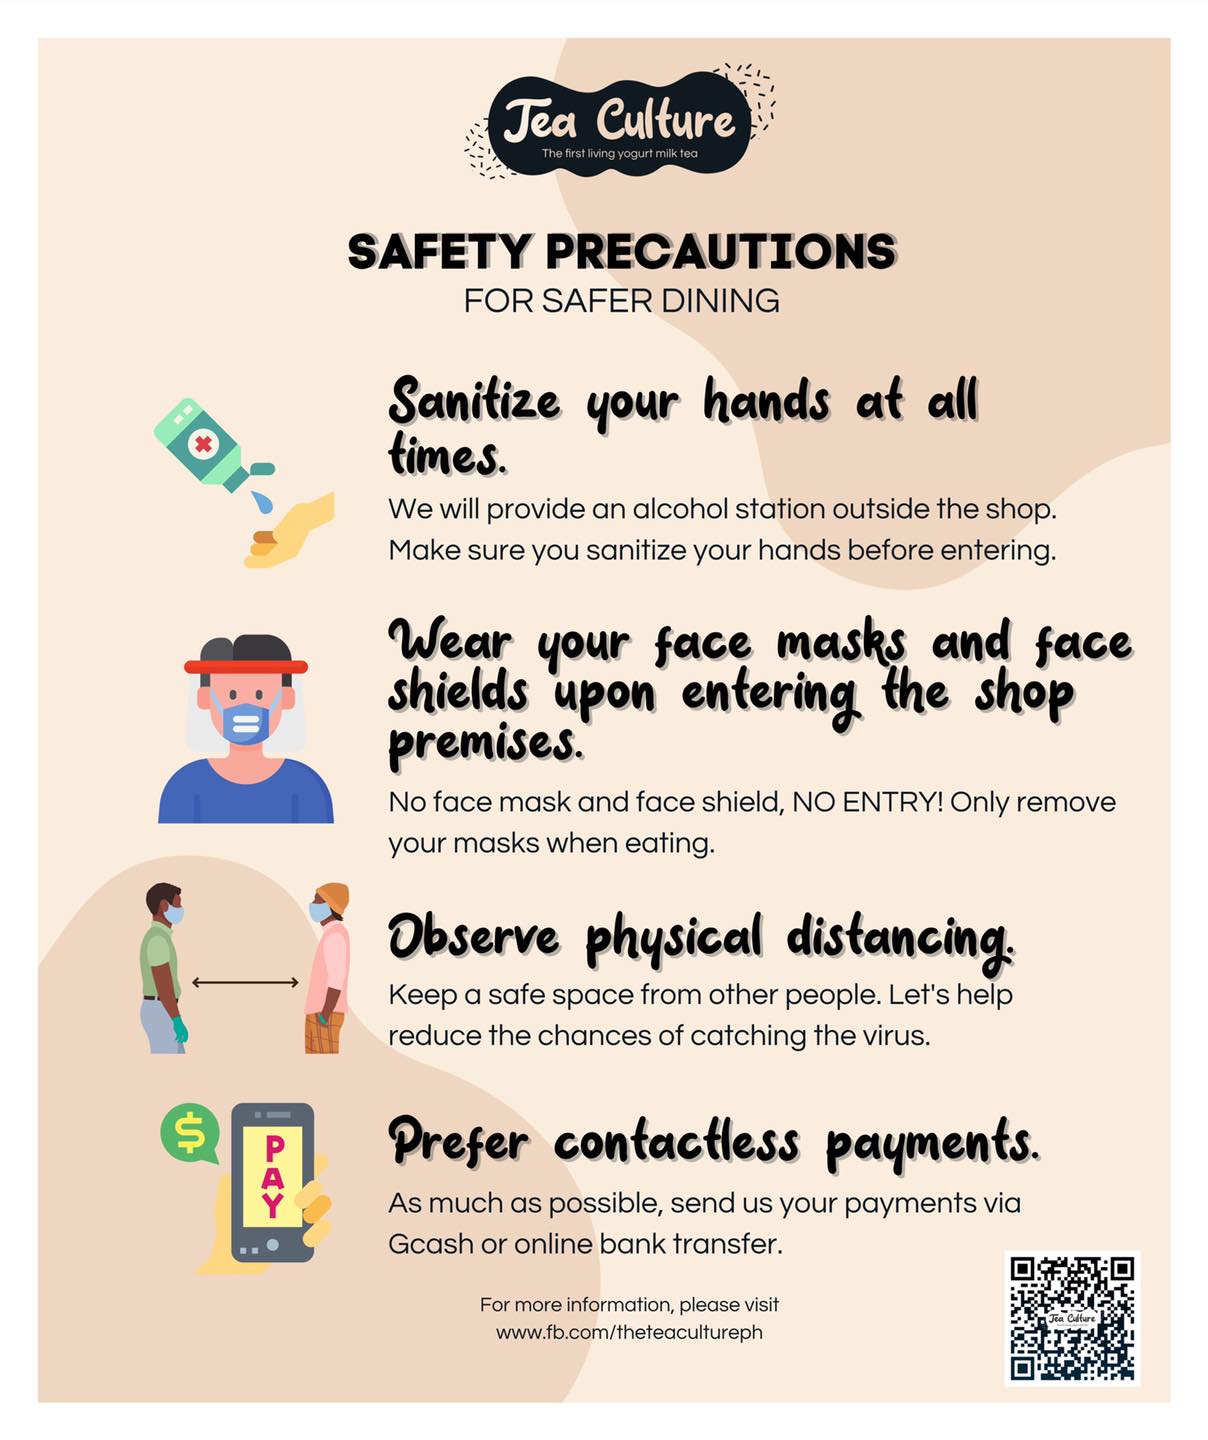 Tea Culture
The first living yogurt milk tea
SAFETY PRECAUTIONS
FOR SAFER DINING
Sanitize your hands at all
times.
We will provide an alcohol station outside the shop.
Make sure you sanitize your hands before entering.
Wear your face masks and face
shields upon entering the shop
premises.
No face mask and face shield, NO ENTRY! Only remove
your masks when eating.
Observe physical distancing.
Keep a safe space from other people. Let's help
reduce the chances of catching the virus.
$
P
A
Y
Prefer contactless payments.
As much as possible, send us your payments via
Gcash or online bank transfer.
For more information, please visit
www.fb.com/theteacultureph
Tea Culture